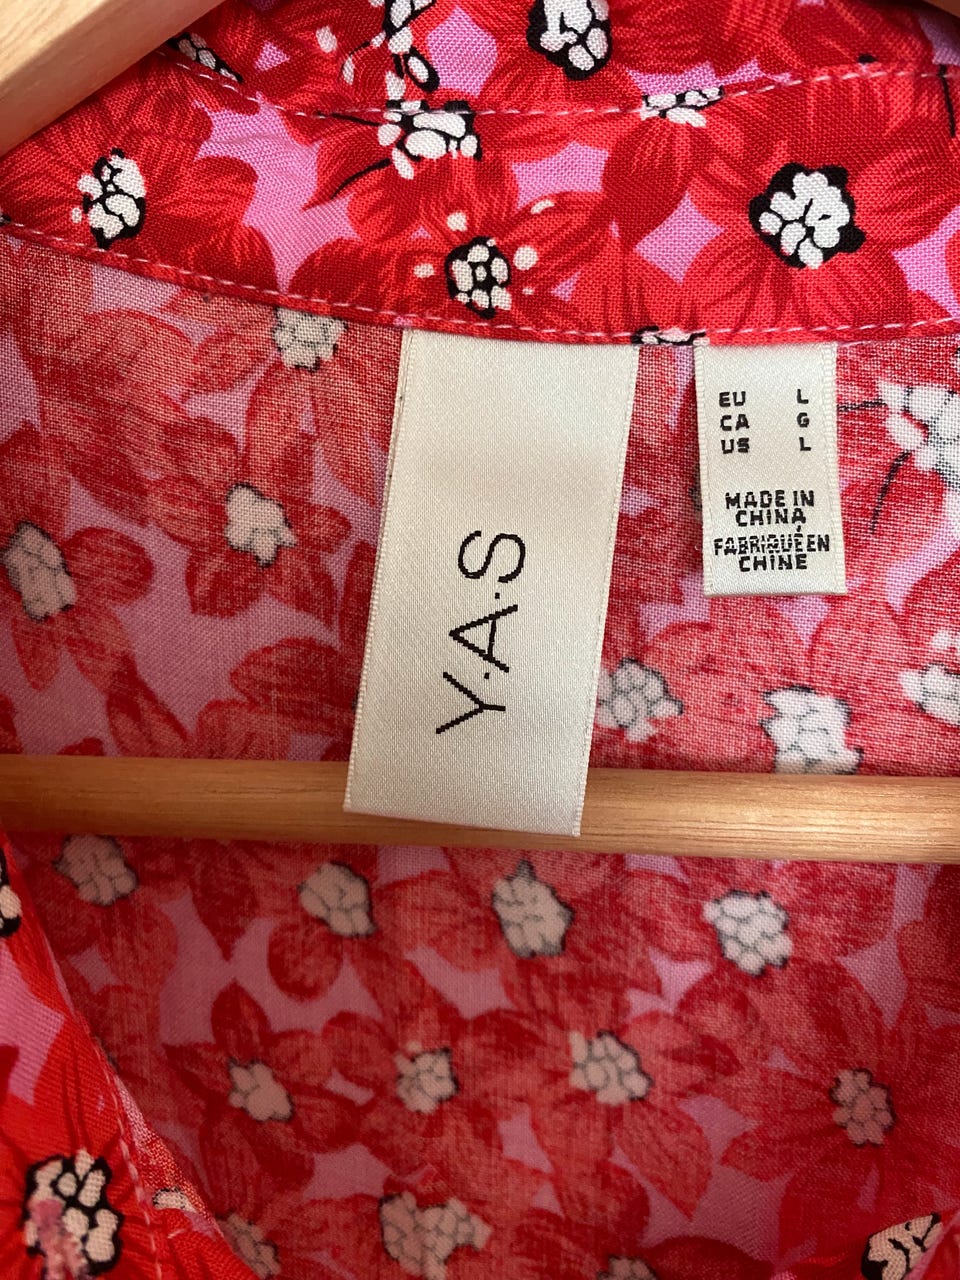 Y.A.S
EU L
CA G
US L
MADE IN
CHINA
FABRIQUÉ EN
CHINE